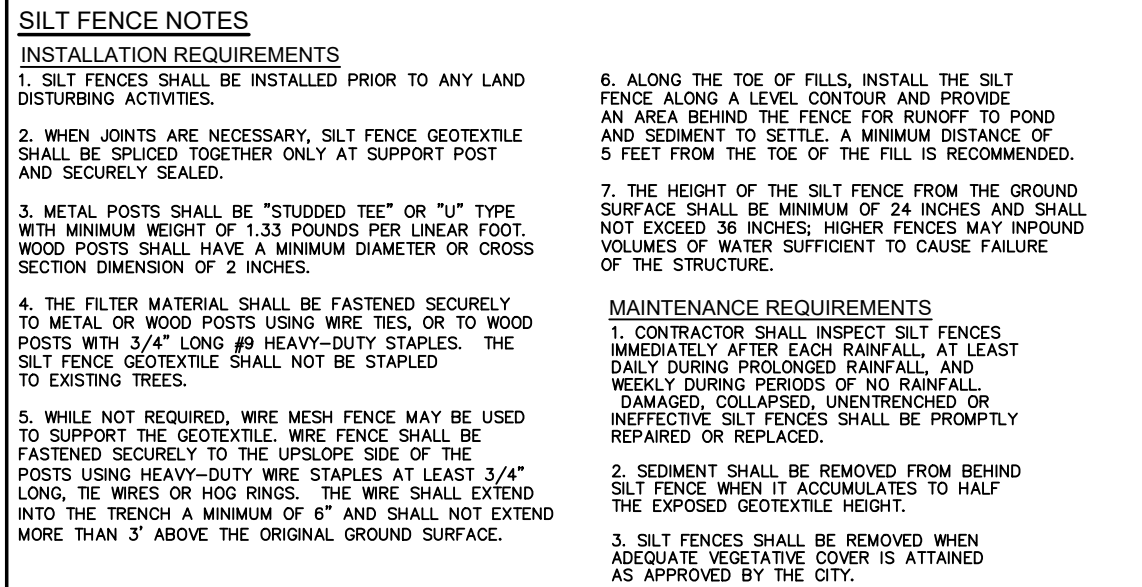 SILT FENCE NOTES
INSTALLATION REQUIREMENTS
1. SILT FENCES SHALL BE INSTALLED PRIOR TO ANY LAND
DISTURBING ACTIVITIES.
2. WHEN JOINTS ARE NECESSARY, SILT FENCE GEOTEXTILE
SHALL BE SPLICED TOGETHER ONLY AT SUPPORT POST
AND SECURELY SEALED.
3. METAL POSTS SHALL BE "STUDDED TEE" OR "U" TYPE
WITH MINIMUM WEIGHT OF 1.33 POUNDS PER LINEAR FOOT.
WOOD POSTS SHALL HAVE A MINIMUM DIAMETER OR CROSS
SECTION DIMENSION OF 2 INCHES.
4. THE FILTER MATERIAL SHALL BE FASTENED SECURELY
TO METAL OR WOOD POSTS USING WIRE TIES, OR TO WOOD
POSTS WITH 3/4" LONG #9 HEAVY-DUTY STAPLES. THE
SILT FENCE GEOTEXTILE SHALL NOT BE STAPLED
TO EXISTING TREES.
5. WHILE NOT REQUIRED, WIRE MESH FENCE MAY BE USED
TO SUPPORT THE GEOTEXTILE. WIRE FENCE SHALL BE
FASTENED SECURELY TO THE UPSLOPE SIDE OF THE
POSTS USING HEAVY-DUTY WIRE STAPLES AT LEAST 3/4"
LONG, TIE WIRES OR HOG RINGS. THE WIRE SHALL EXTEND
INTO THE TRENCH A MINIMUM OF 6" AND SHALL NOT EXTEND
MORE THAN 3' ABOVE THE ORIGINAL GROUND SURFACE.
6. ALONG THE TOE OF FILLS, INSTALL THE SILT
FENCE ALONG A LEVEL CONTOUR AND PROVIDE
AN AREA BEHIND THE FENCE FOR RUNOFF TO POND
AND SEDIMENT TO SETTLE. A MINIMUM DISTANCE OF
5 FEET FROM THE TOE OF THE FILL IS RECOMMENDED.
7. THE HEIGHT OF THE SILT FENCE FROM THE GROUND
SURFACE SHALL BE MINIMUM OF 24 INCHES AND SHALL
NOT EXCEED 36 INCHES; HIGHER FENCES MAY INPOUND
VOLUMES OF WATER SUFFICIENT TO CAUSE FAILURE
OF THE STRUCTURE.
MAINTENANCE REQUIREMENTS
1. CONTRACTOR SHALL INSPECT SILT FENCES
IMMEDIATELY AFTER EACH RAINFALL, AT LEAST
DAILY DURING PROLONGED RAINFALL, AND
WEEKLY DURING PERIODS OF NO RAINFALL.
DAMAGED, COLLAPSED, UNENTRENCHED OR
INEFFECTIVE SILT FENCES SHALL BE PROMPTLY
REPAIRED OR REPLACED.
2. SEDIMENT SHALL BE REMOVED FROM BEHIND
SILT FENCE WHEN IT ACCUMULATES TO HALF
THE EXPOSED GEOTEXTILE HEIGHT.
3. SILT FENCES SHALL BE REMOVED WHEN
ADEQUATE VEGETATIVE COVER IS ATTAINED
AS APPROVED BY THE CITY.